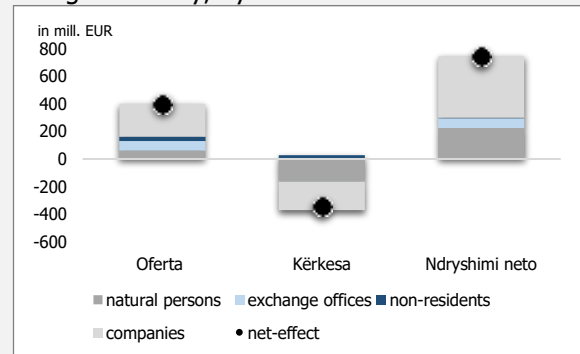 in mill. EUR
800
600
400
200
0
-200
-400
-600
Oferta Kërkesa Ndryshimi neto
natural persons exchange offices non-residents
companies net-effect